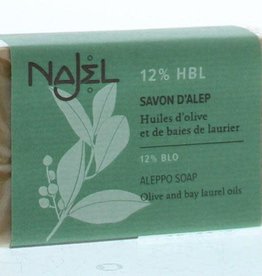 NAJEL
12% HBL
SAVON D'ALEP
Huiles d'olive
et de baies de laurier
12% BLO
ALEPPO SOAP
Olive and bay laurel oils